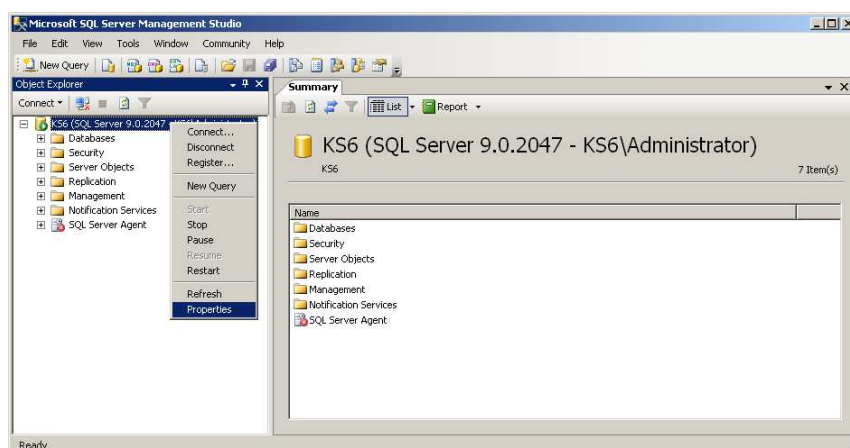 Microsoft SQL Server Management Studio
File Edit View Tools Window Community Help
New Query
Object Explorer
Connect
KS6 (SQL Server 9.0.2047
Databases
Security
Server Objects
Replication
Management
Notification Services
SQL Server Agent
Connect...
Disconnect
Register...
New Query
Start
Stop
Pause
Resume
Restart
Refresh
Properties
Summary
List Report
KS6 (SQL Server 9.0.2047 - KS6\Administrator)
KS6 7 Item(s)
Name
Databases
Security
Server Objects
Replication
Management
Notification Services
SQL Server Agent
Ready